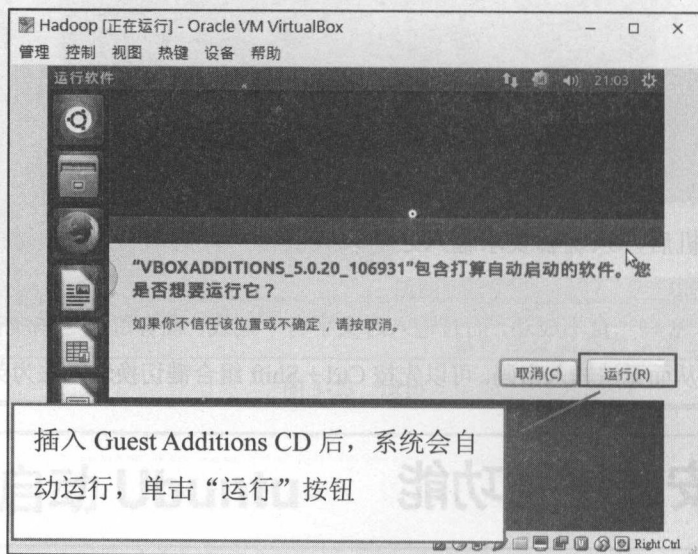 Hadoop [正在运行] - Oracle VM VirtualBox
管理 控制 视图 热键 设备 帮助
运行软件 21:03
“VBOXADDITIONS_5.0.20_106931”包含打算自动启动的软件。您
是否想要运行它？
如果你不信任该位置或不确定，请按取消。
取消(C) 运行(R)
插入 Guest Additions CD 后，系统会自
动运行，单击“运行”按钮
Right Ctrl